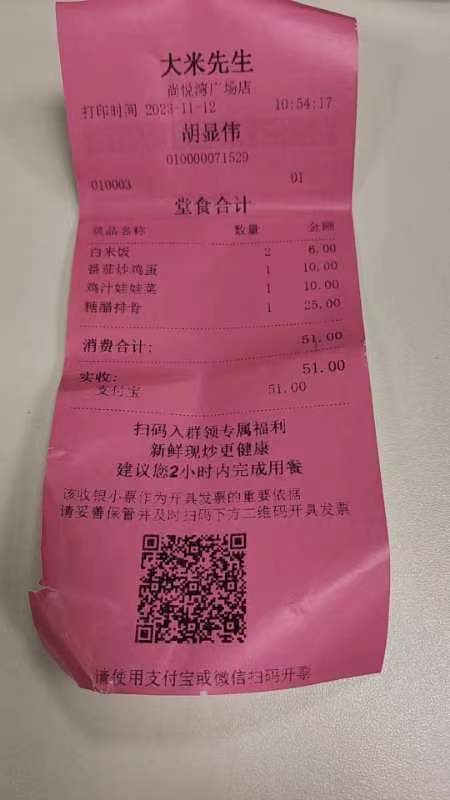 大米先生
尚悦湾广场店
打印时间 2023-11-12 10:54:17
胡显伟
010000071529
010003 01
堂食合计
菜品名称 数量 金额
白米饭 2 6.00
番茄炒鸡蛋 1 10.00
鸡汁娃娃菜 1 10.00
糖醋排骨 1 25.00
消费合计: 51.00
实收: 51.00
支付宝 51.00
扫码入群领专属福利
新鲜现炒更健康
建议您2小时内完成用餐
该收银小票作为开具发票的重要依据
请妥善保管并及时扫码下方二维码开具发票
请使用支付宝或微信扫码开票